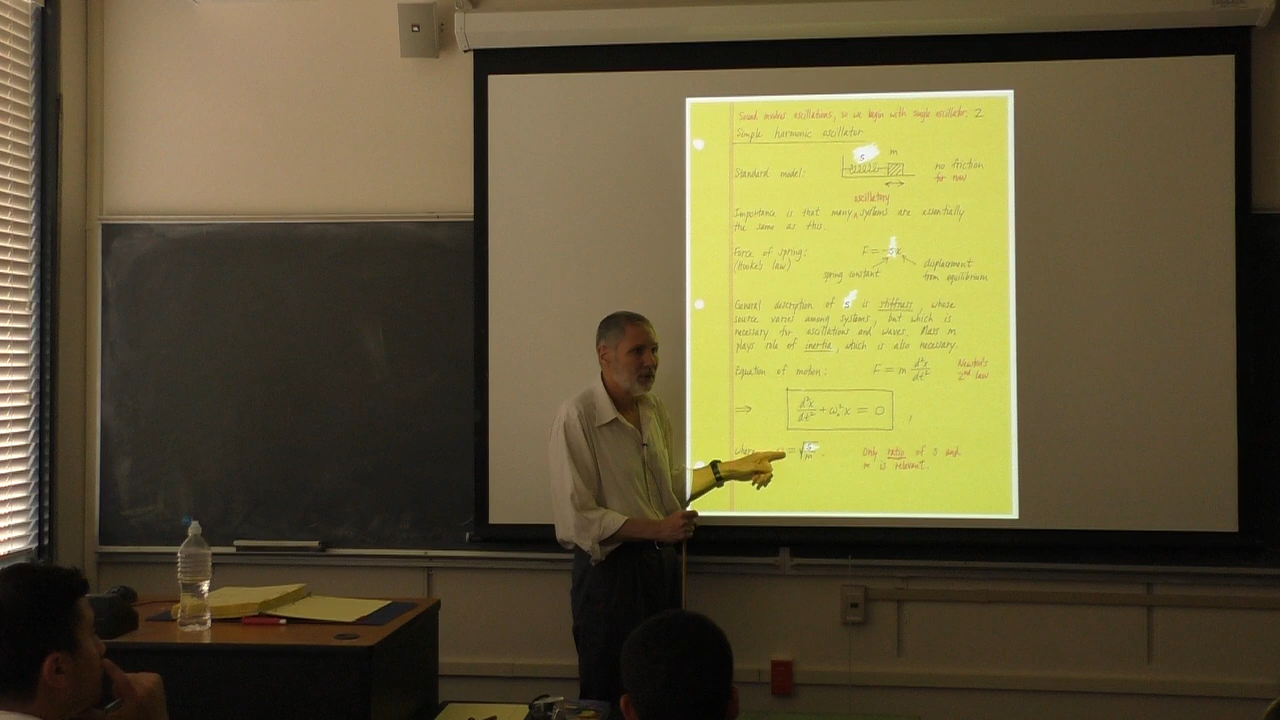 Sound involves oscillations, so we begin with single oscillator. 2
Simple harmonic oscillator
s m
Standard model: no friction
for now
oscillatory
Importance is that many ∧ systems are essentially
the same as this.
Force of spring: F = -sx
(Hooke's law) displacement
spring constant from equilibrium
General description of s is stiffness, whose
source varies among systems, but which is
necessary for oscillations and waves. Mass m
plays role of inertia, which is also necessary.
Equation of motion: F = m d²x/dt² Newton's
2nd law
⇒ d²x/dt² + ω₀²x = 0 ,
where = √s/m . Only ratio of s and
m is relevant.